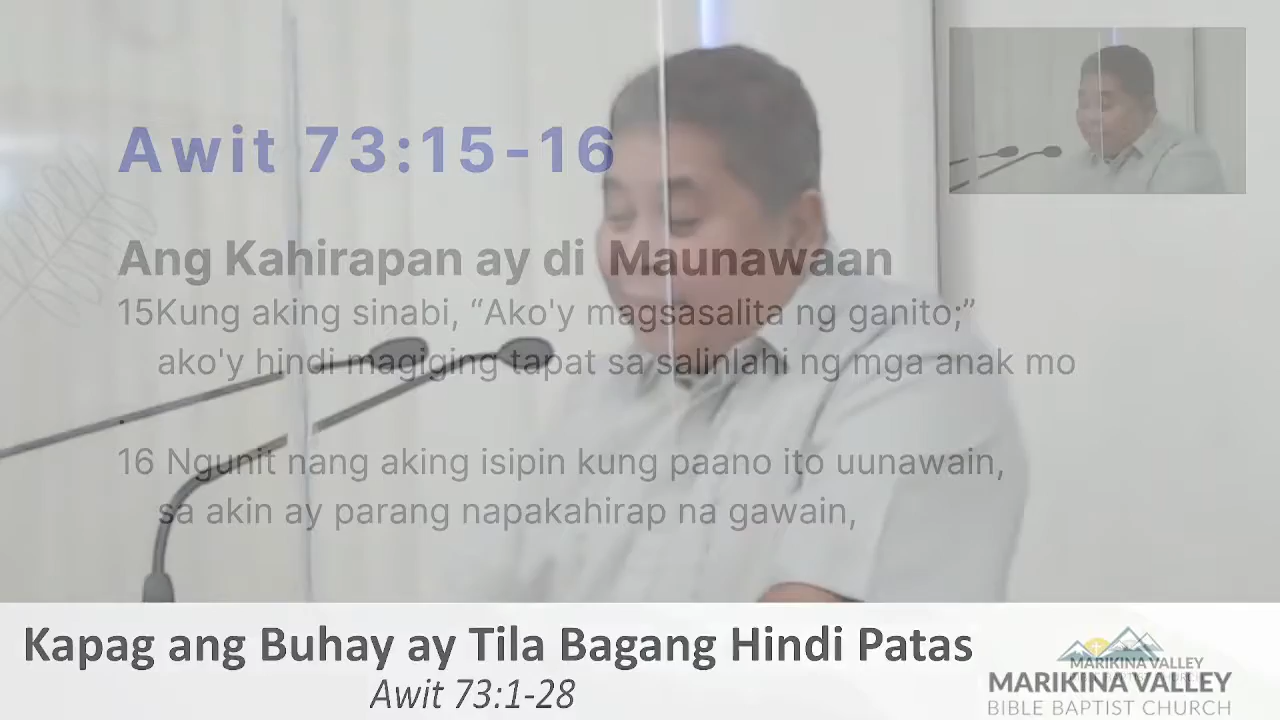 Awit 73:15-16
Ang Kahirapan ay di Maunawaan
15Kung aking sinabi, “Ako'y magsasalita ng ganito;”
ako'y hindi magiging tapat sa salinlahi ng mga anak mo
16 Ngunit nang aking isipin kung paano ito uunawain,
sa akin ay parang napakahirap na gawain,
Kapag ang Buhay ay Tila Bagang Hindi Patas
Awit 73:1-28
MARIKINA VALLEY
MARIKINA VALLEY
BIBLE BAPTIST CHURCH